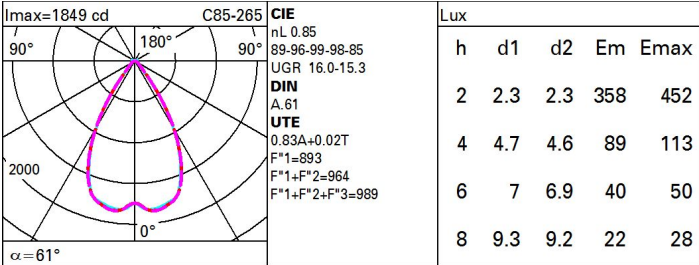 Imax=1849 cd C85-265
90° 180° 90°
2000
0°
α=61°
CIE
nL 0.85
89-96-99-98-85
UGR 16.0-15.3
DIN
A.61
UTE
0.83A+0.02T
F"1=893
F"1+F"2=964
F"1+F"2+F"3=989
Lux
h d1 d2 Em Emax
2 2.3 2.3 358 452
4 4.7 4.6 89 113
6 7 6.9 40 50
8 9.3 9.2 22 28